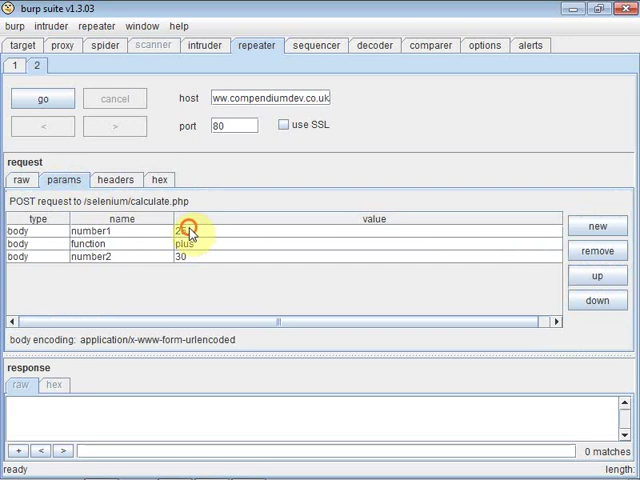 burp suite v1.3.03
burp intruder repeater window help
target proxy spider scanner intruder repeater sequencer decoder comparer options alerts
1 2
go cancel host ww.compendiumdev.co.uk
< > port 80 use SSL
request
raw params headers hex
POST request to /selenium/calculate.php
type name value
body number1
body function plus
body number2 30
new
remove
up
down
body encoding: application/x-www-form-urlencoded
response
raw hex
+ < > 0 matches
ready length: